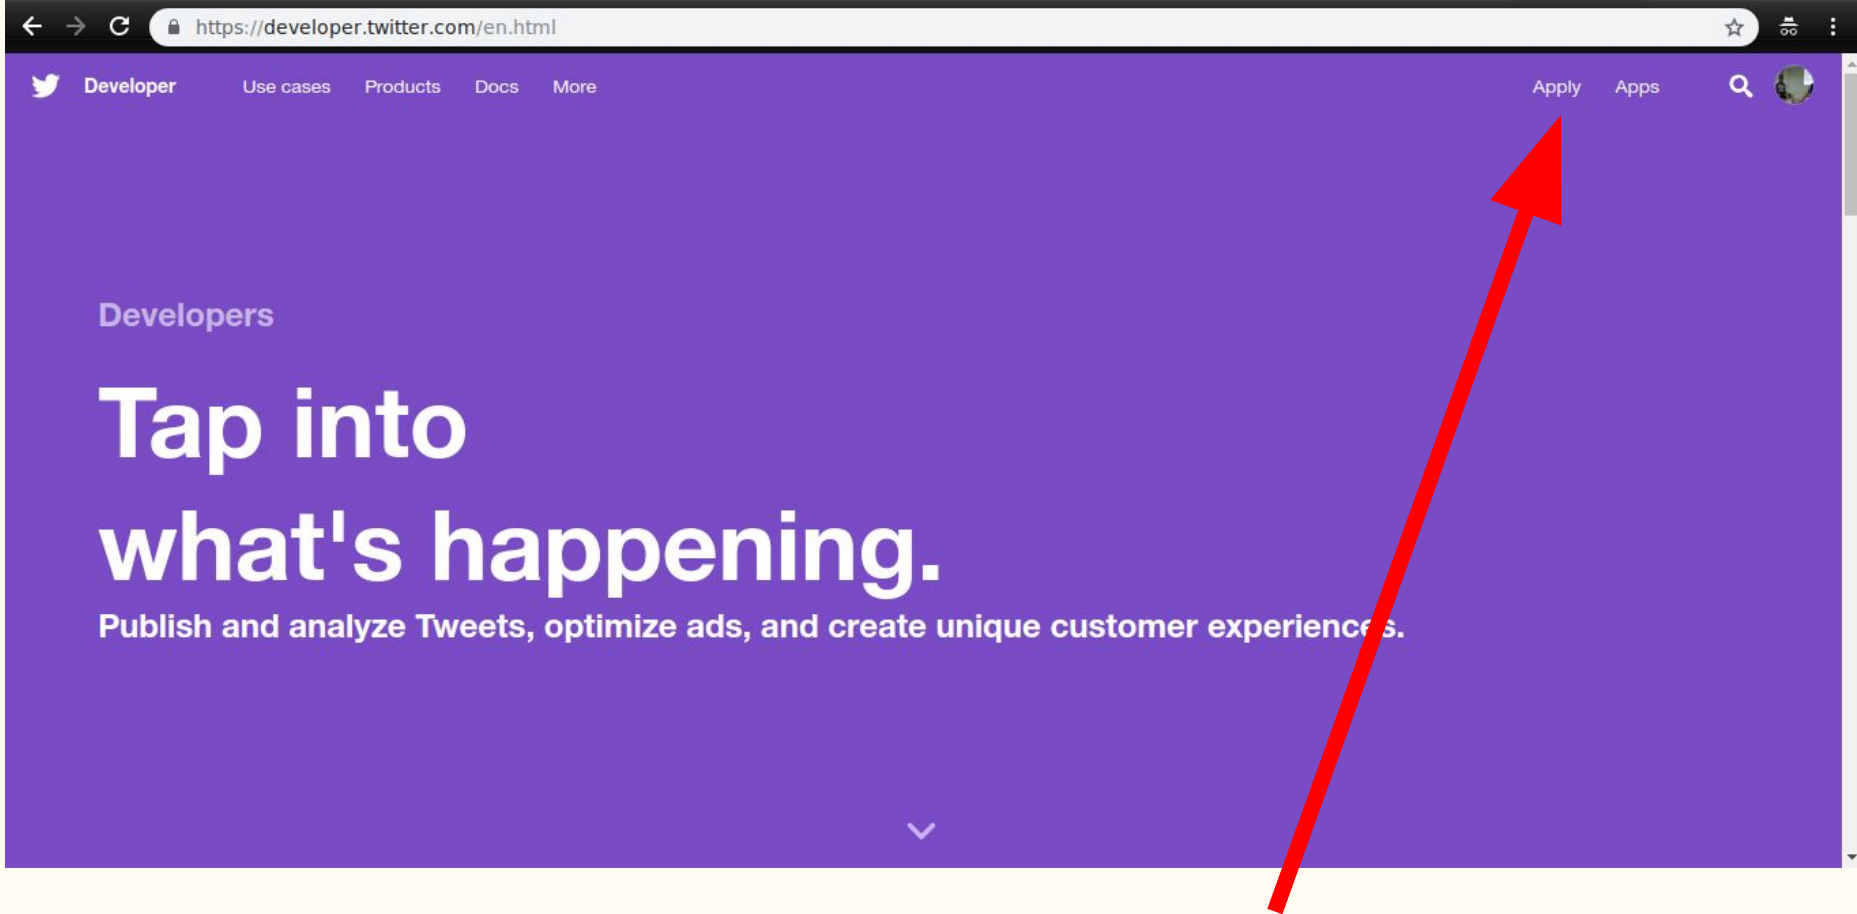 https://developer.twitter.com/en.html
Developer Use cases Products Docs More Apply Apps
Developers
Tap into
what's happening.
Publish and analyze Tweets, optimize ads, and create unique customer experiences.